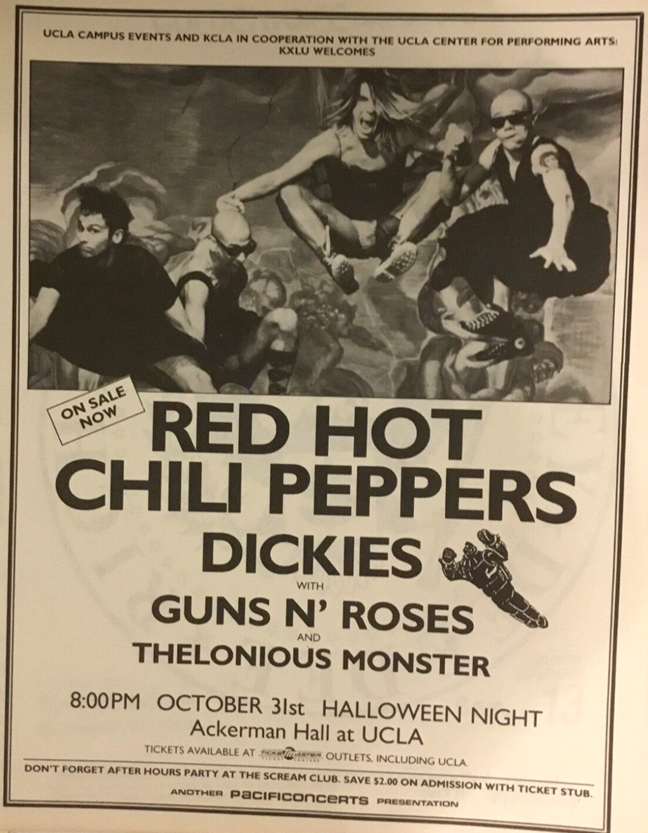 UCLA CAMPUS EVENTS AND KCLA IN COOPERATION WITH THE UCLA CENTER FOR PERFORMING ARTS:
KXLU WELCOMES
ON SALE
NOW
RED HOT
CHILI PEPPERS
DICKIES
WITH
GUNS N' ROSES
AND
THELONIOUS MONSTER
8:00PM OCTOBER 31st HALLOWEEN NIGHT
Ackerman Hall at UCLA
TICKETS AVAILABLE AT TICKETMASTER OUTLETS, INCLUDING UCLA.
DON'T FORGET AFTER HOURS PARTY AT THE SCREAM CLUB. SAVE $2.00 ON ADMISSION WITH TICKET STUB.
ANOTHER PACIFICONCERTS PRESENTATION